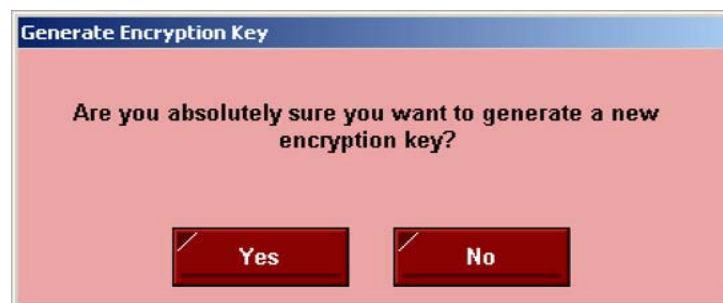 Generate Encryption Key
Are you absolutely sure you want to generate a new
encryption key?
Yes No